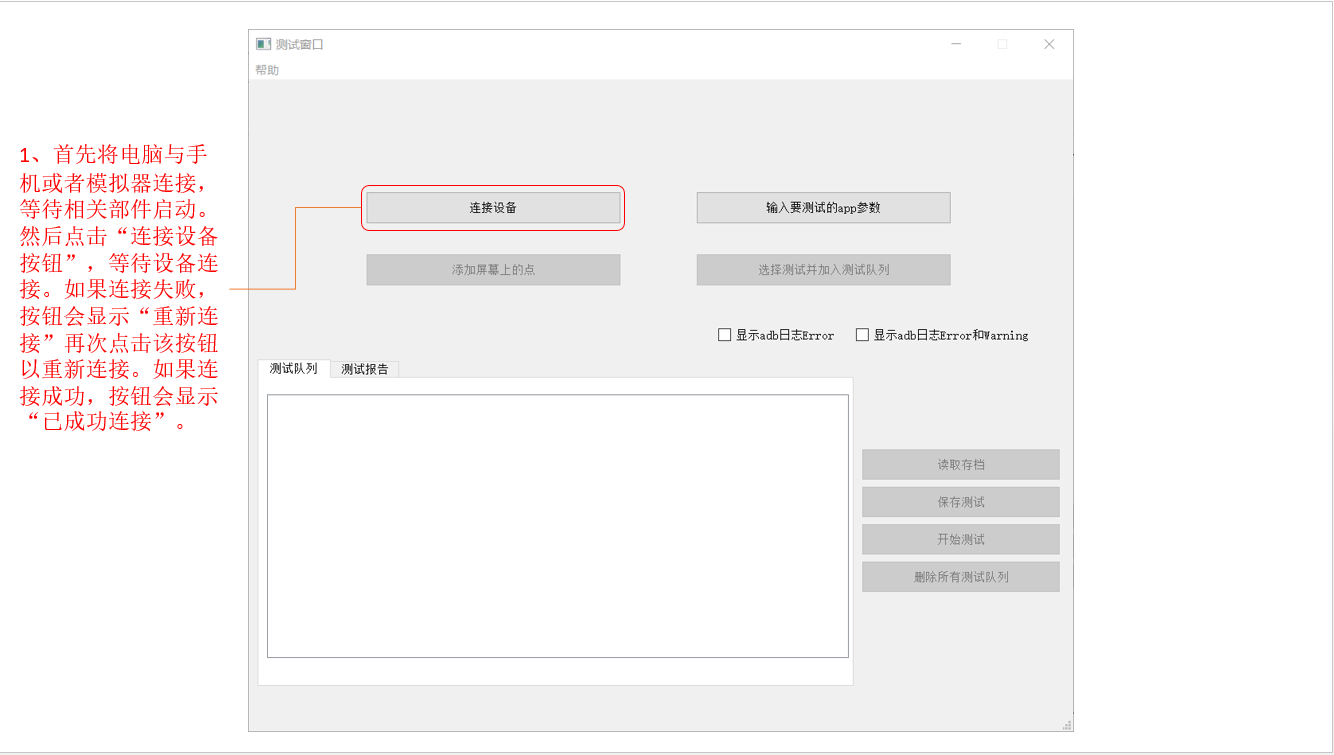 测试窗口
帮助
1、首先将电脑与手
机或者模拟器连接，
等待相关部件启动。
然后点击“连接设备
按钮”，等待设备连
接。如果连接失败，
按钮会显示“重新连
接”再次点击该按钮
以重新连接。如果连
接成功，按钮会显示
“已成功连接”。
连接设备
输入要测试的app参数
添加屏幕上的点
选择测试并加入测试队列
显示adb日志Error
显示adb日志Error和Warning
测试队列
测试报告
读取存档
保存测试
开始测试
删除所有测试队列